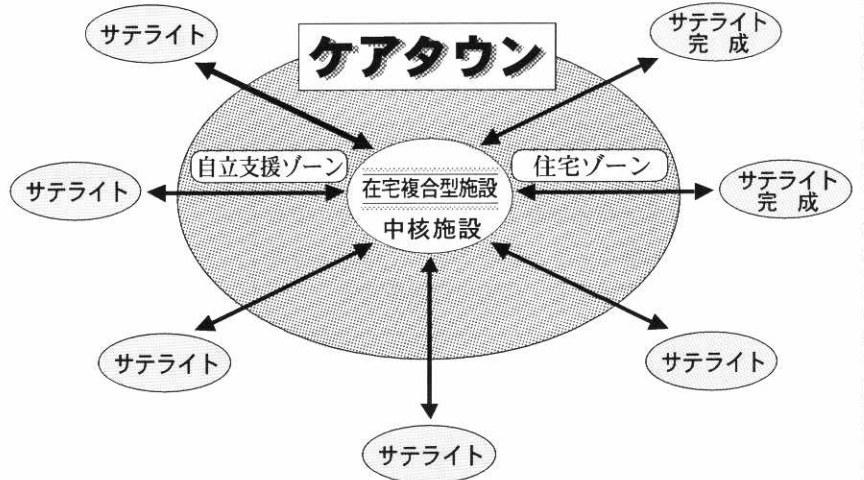 ケアタウン
サテライト
サテライト
完成
自立支援ゾーン
住宅ゾーン
サテライト
在宅複合型施設
中核施設
サテライト
完成
サテライト
サテライト
サテライト